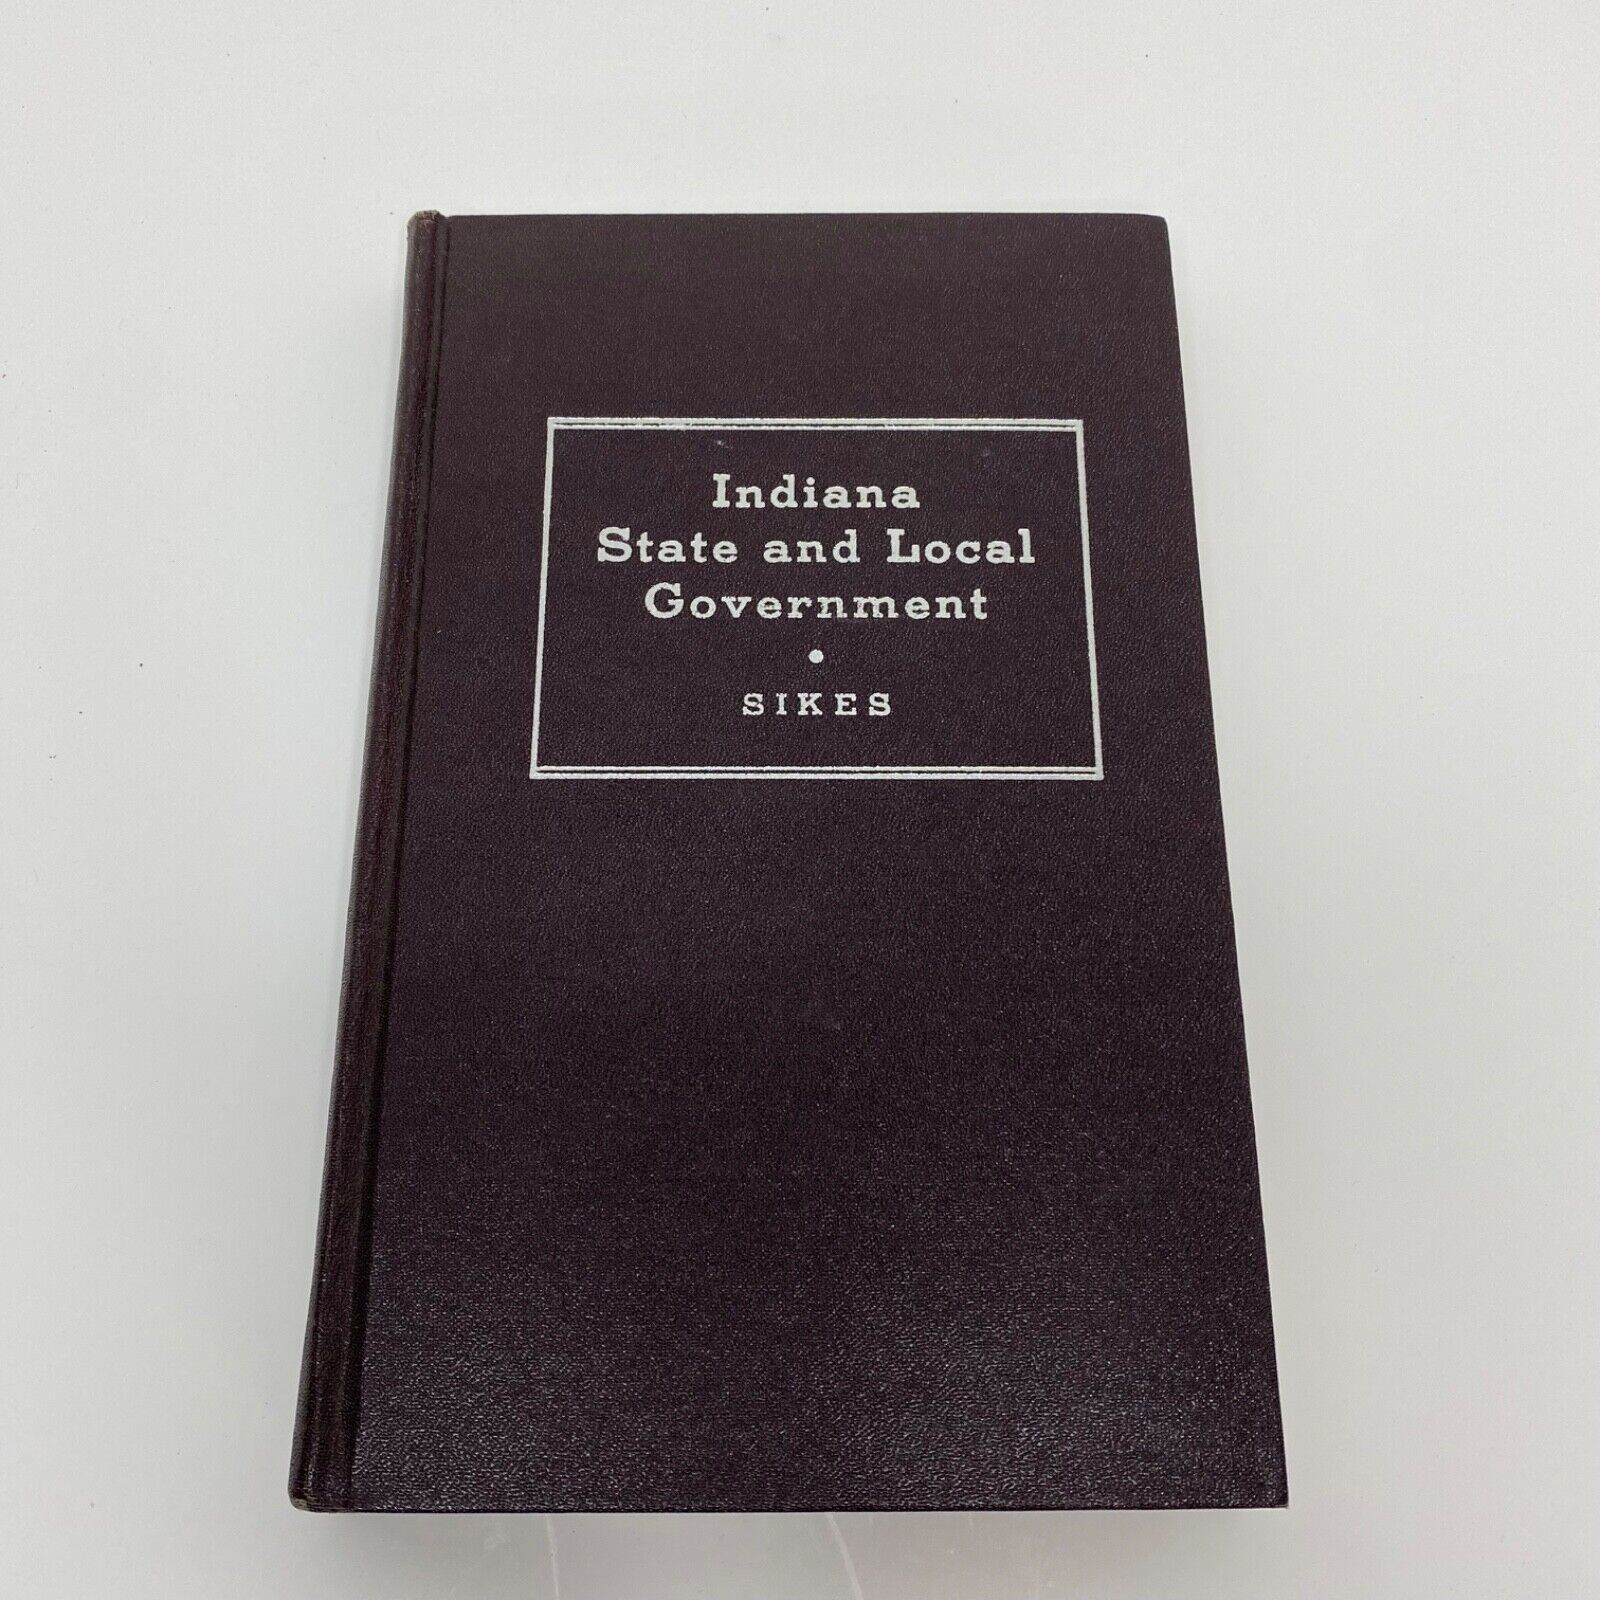 Indiana
State and Local
Government
•
SIKES